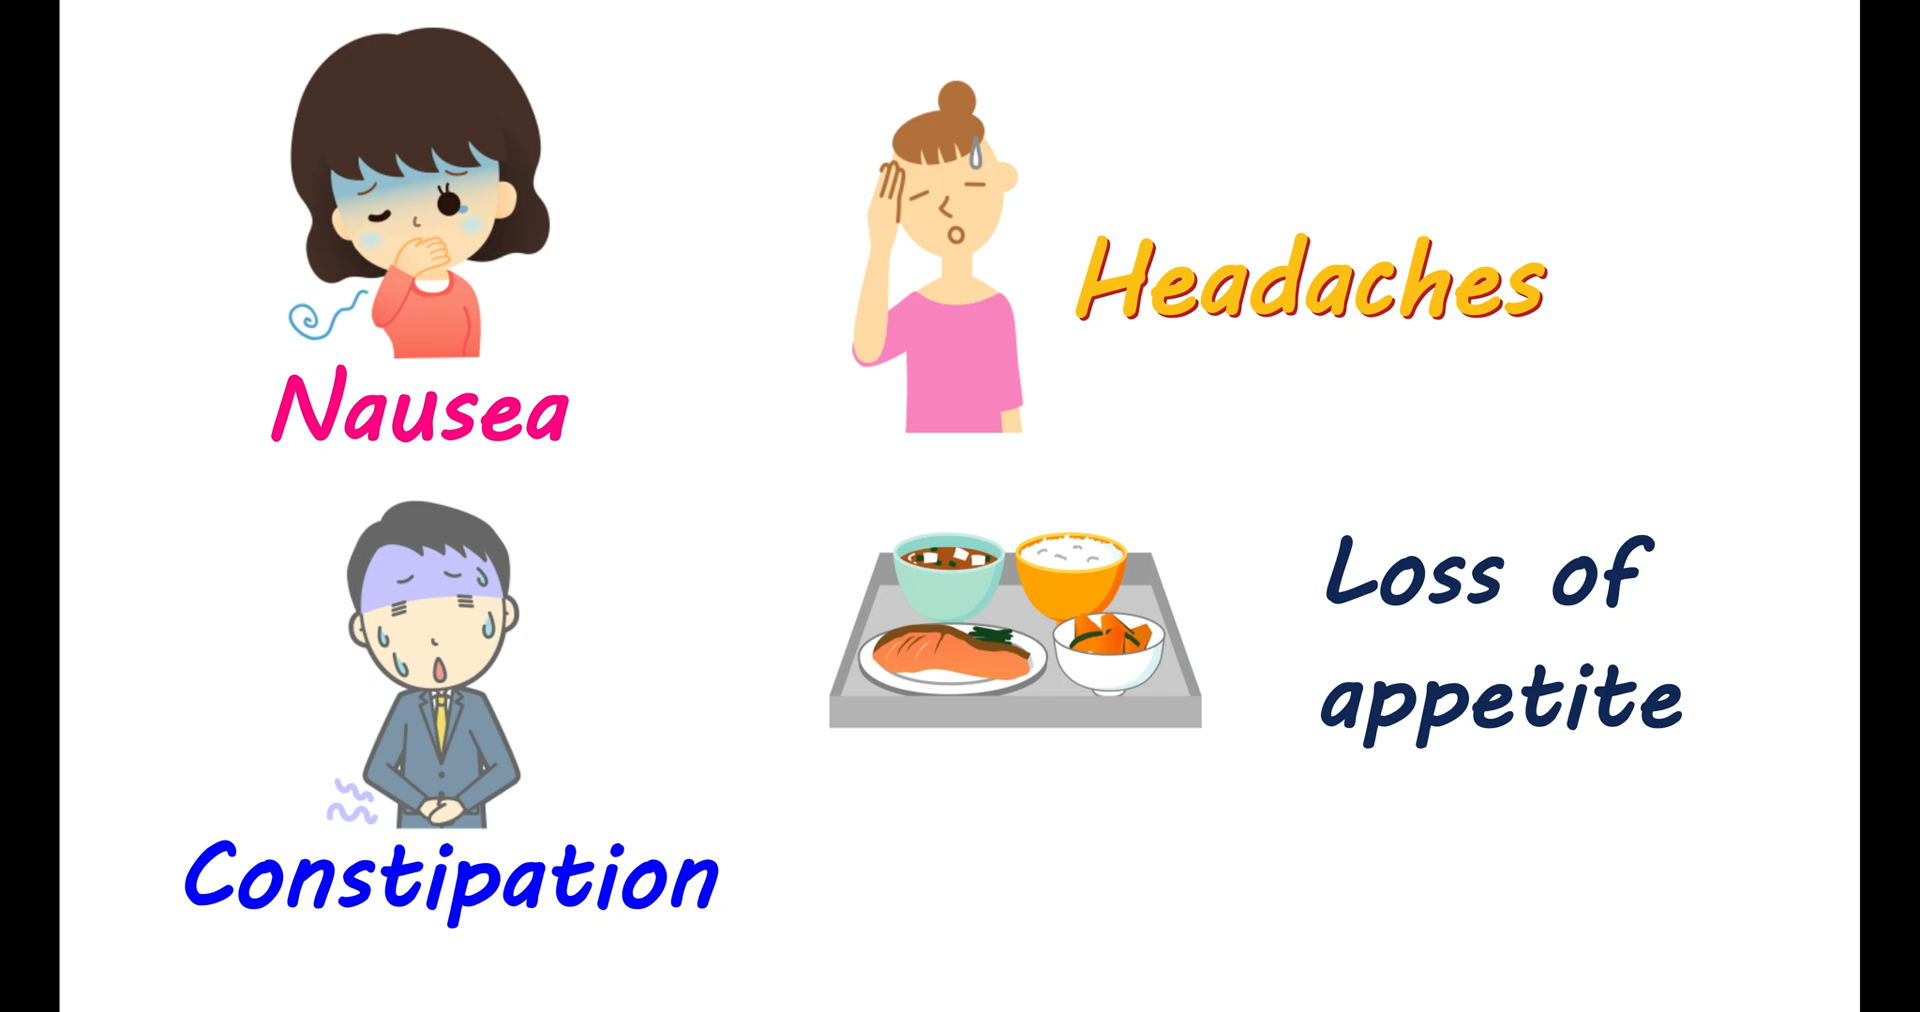 Nausea
Headaches
Constipation
Loss of
appetite